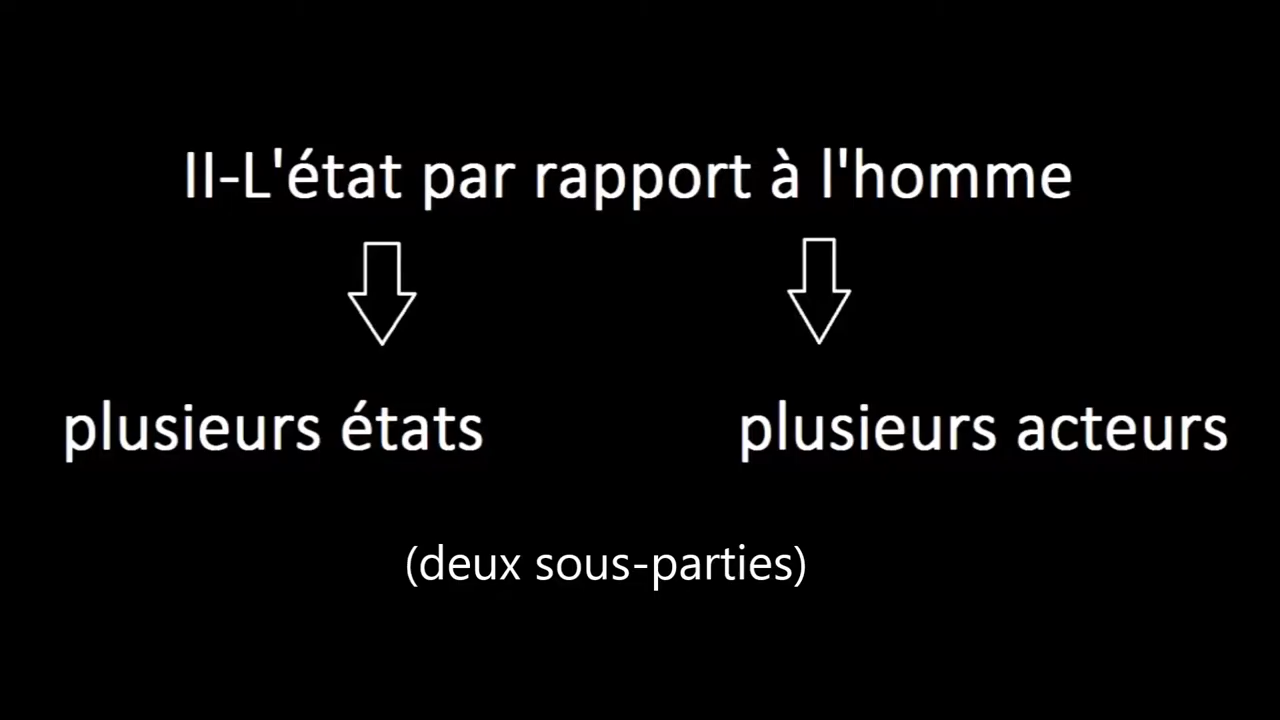 II-L'état par rapport à l'homme
plusieurs états
plusieurs acteurs
(deux sous-parties)